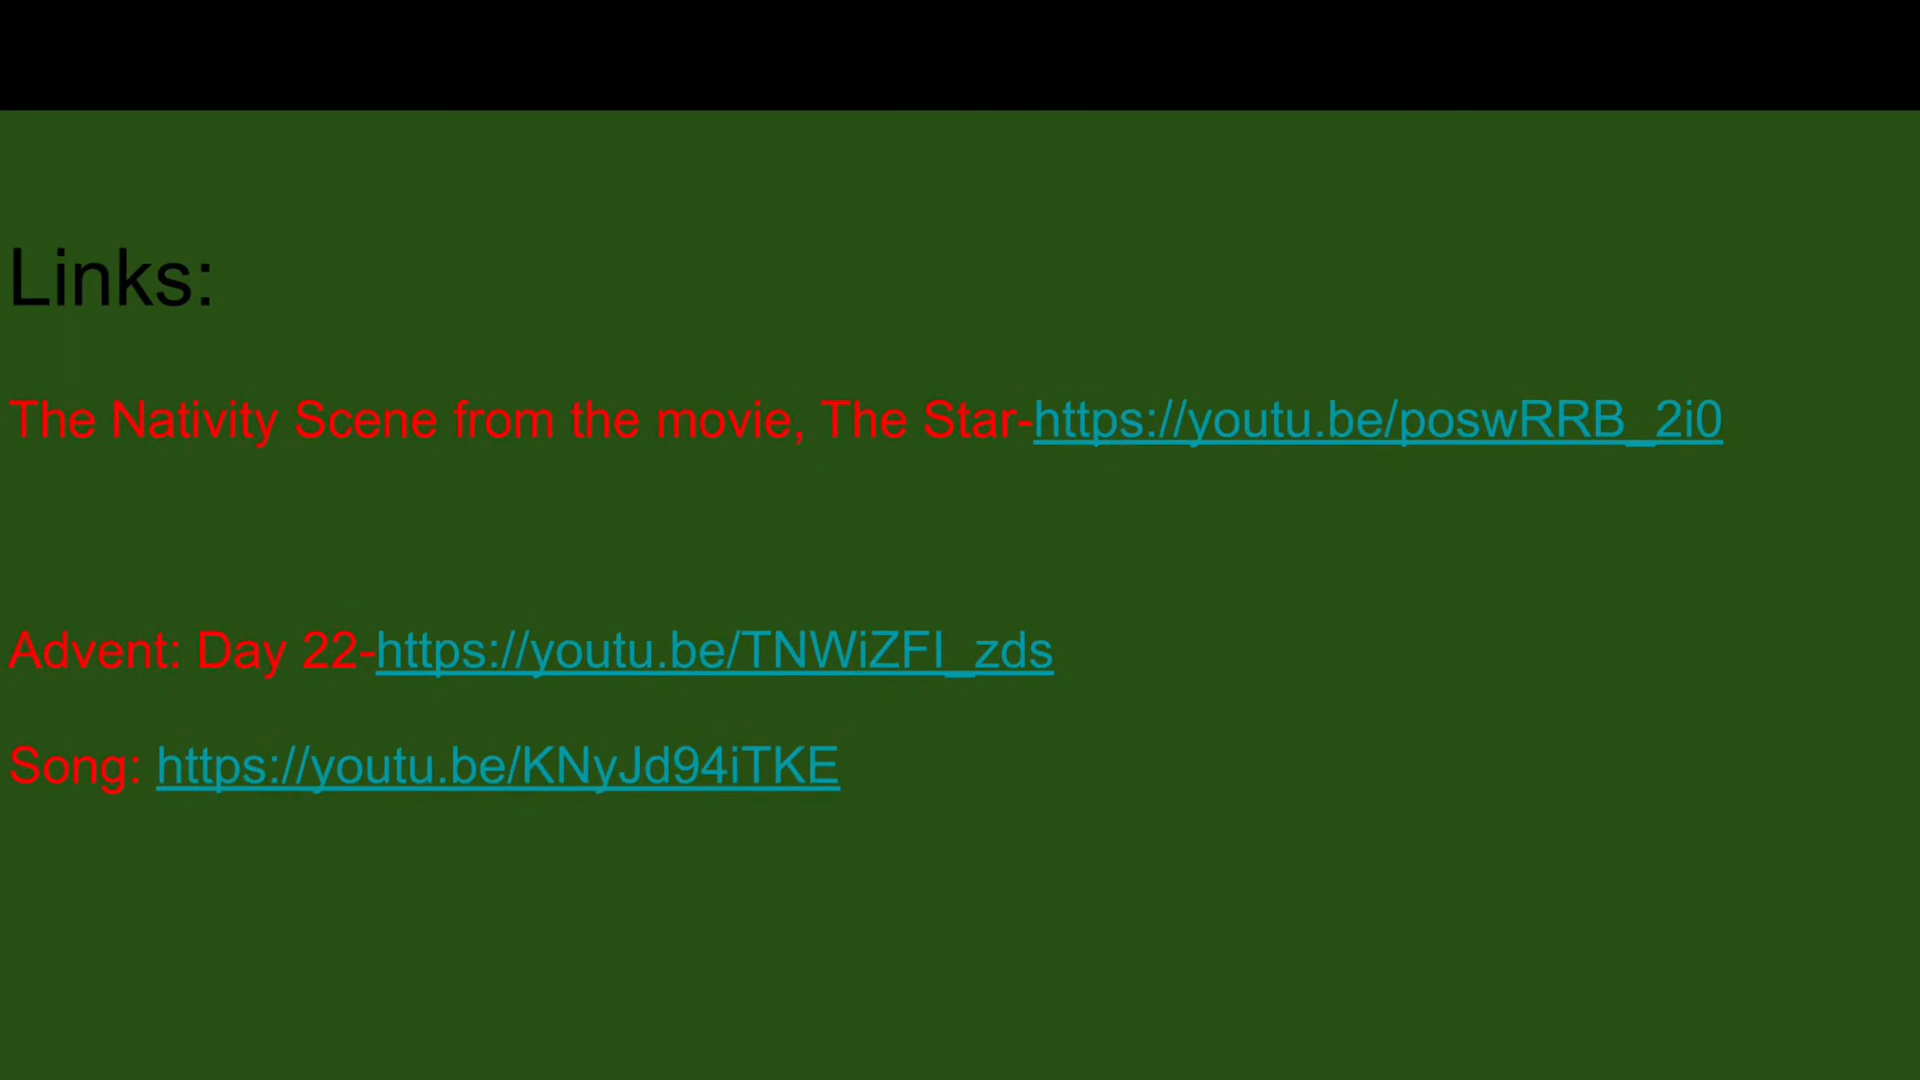 Links:
The Nativity Scene from the movie, The Star-https://youtu.be/poswRRB_2i0
Advent: Day 22-https://youtu.be/TNWiZFI_zds
Song: https://youtu.be/KNyJd94iTKE